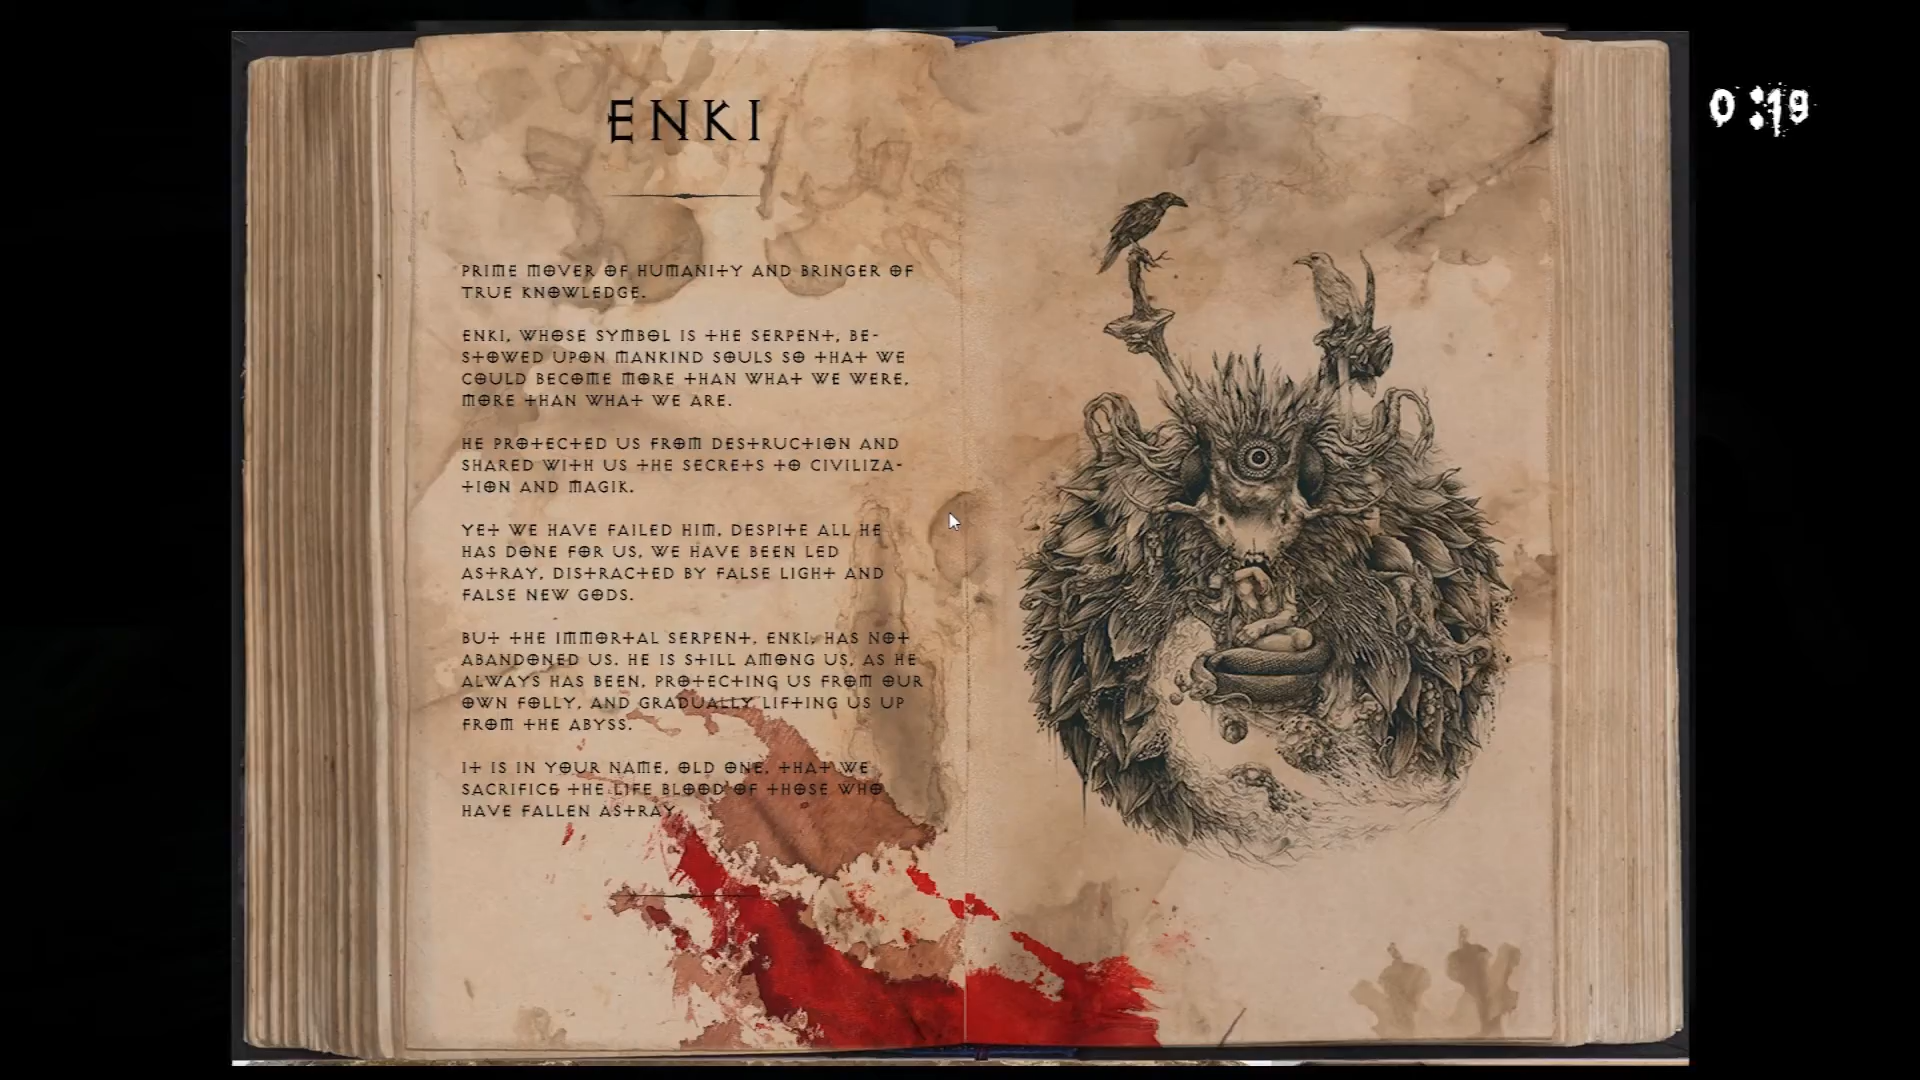 ENKI
PRIME MOVER OF HUMANITY AND BRINGER OF
TRUE KNOWLEDGE.
ENKI, WHOSE SYMBOL IS THE SERPENT, BE-
STOWED UPON MANKIND SOULS SO THAT WE
COULD BECOME MORE THAN WHAT WE WERE,
MORE THAN WHAT WE ARE.
HE PROTECTED US FROM DESTRUCTION AND
SHARED WITH US THE SECRETS TO CIVILIZA-
TION AND MAGIK.
YET WE HAVE FAILED HIM, DESPITE ALL HE
HAS DONE FOR US, WE HAVE BEEN LED
ASTRAY, DISTRACTED BY FALSE LIGHT AND
FALSE NEW GODS.
BUT THE IMMORTAL SERPENT, ENKI, HAS NOT
ABANDONED US. HE IS STILL AMONG US, AS HE
ALWAYS HAS BEEN, PROTECTING US FROM OUR
OWN FOLLY, AND GRADUALLY LIFTING US UP
FROM THE ABYSS.
IT IS IN YOUR NAME, OLD ONE, THAT WE
SACRIFICE THE LIFE BLOOD OF THOSE WHO
HAVE FALLEN ASTRAY.
0:19